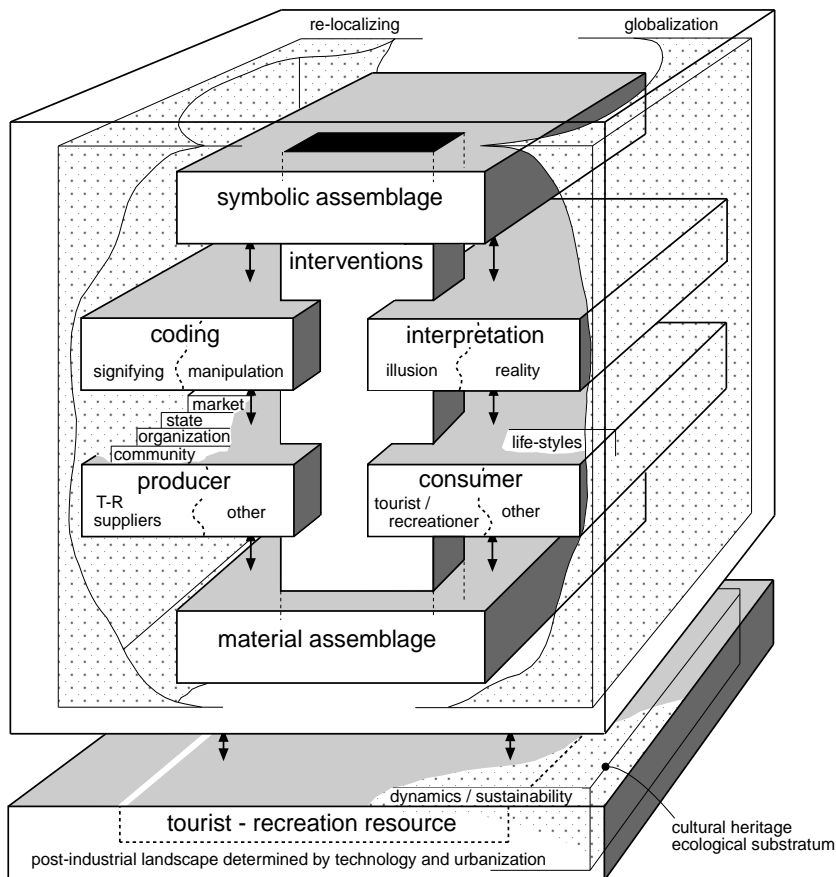 re-localizing
globalization
symbolic assemblage
interventions
coding
signifying
manipulation
interpretation
illusion
reality
market
state
organization
community
life-styles
producer
T-R
suppliers
other
consumer
tourist /
recreationer
other
material assemblage
dynamics / sustainability
tourist - recreation resource
post-industrial landscape determined by technology and urbanization
cultural heritage
ecological substratum